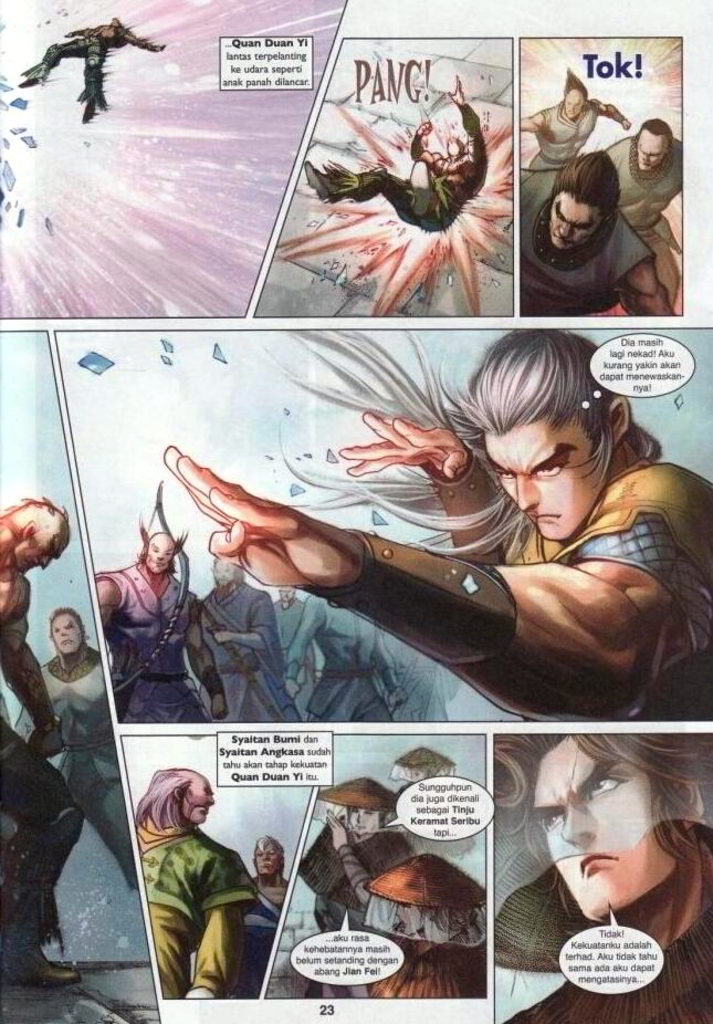 ...Quan Duan Yi
lantas terpelanting
ke udara seperti
anak panah dilancar.
PANG!
Tok!
Dia masih
lagi nekad! Aku
kurang yakin akan
dapat menewaskan-
nya!
Syaitan Bumi dan
Syaitan Angkasa sudah
tahu akan tahap kekuatan
Quan Duan Yi itu.
Sungguhpun
dia juga dikenali
sebagai Tinju
Keramat Seribu
tapi...
...aku rasa
kehebatannya masih
belum setanding dengan
abang Jian Fei!
Tidak!
Kekuatanku adalah
terhad. Aku tidak tahu
sama ada aku dapat
mengatasinya...
23